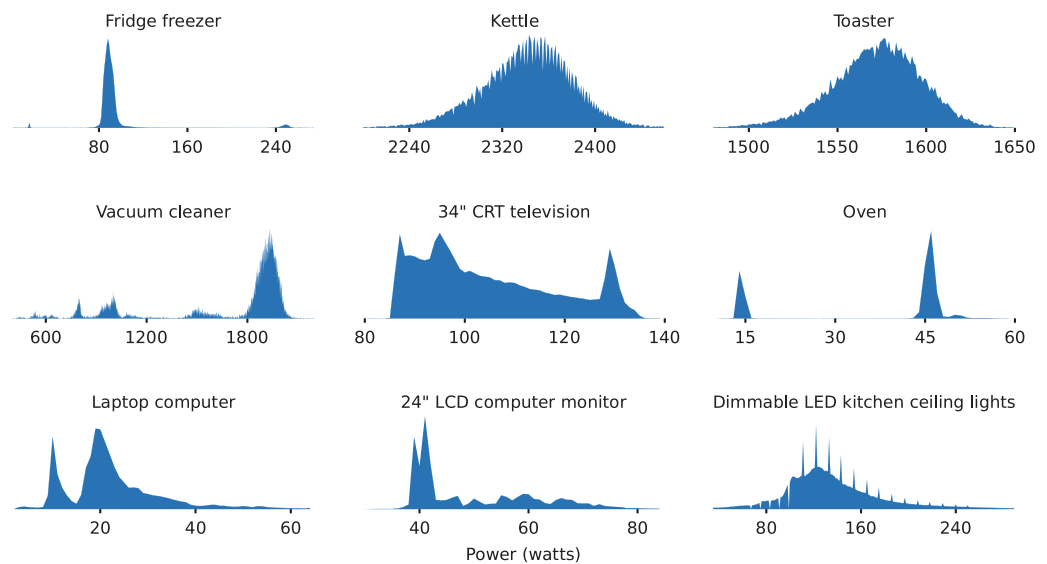 Fridge freezer Kettle Toaster
80 160 240 2240 2320 2400 1500 1550 1600 1650
Vacuum cleaner 34" CRT television Oven
600 1200 1800 80 100 120 140 15 30 45 60
Laptop computer 24" LCD computer monitor Dimmable LED kitchen ceiling lights
20 40 60 40 60 80 80 160 240
Power (watts)